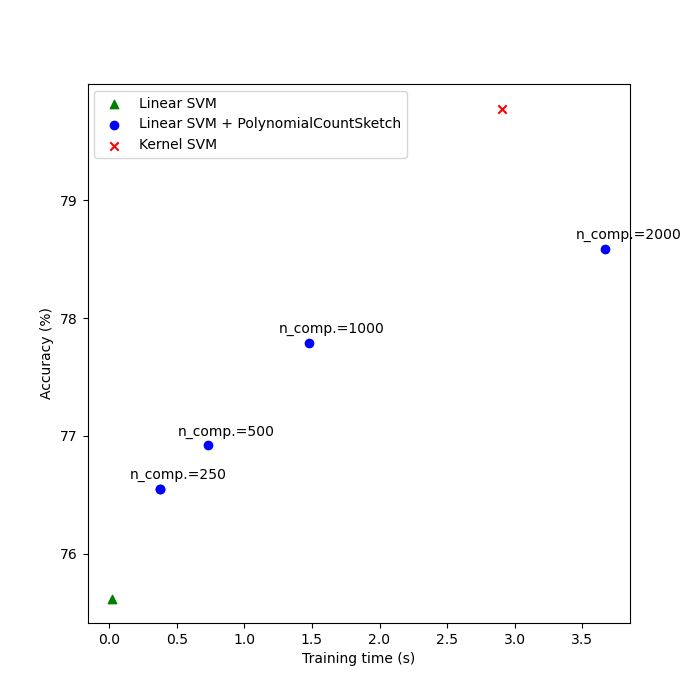 Linear SVM
Linear SVM + PolynomialCountSketch
Kernel SVM
n_comp.=2000
n_comp.=1000
n_comp.=500
n_comp.=250
79
78
77
76
Accuracy (%)
0.0 0.5 1.0 1.5 2.0 2.5 3.0 3.5
Training time (s)